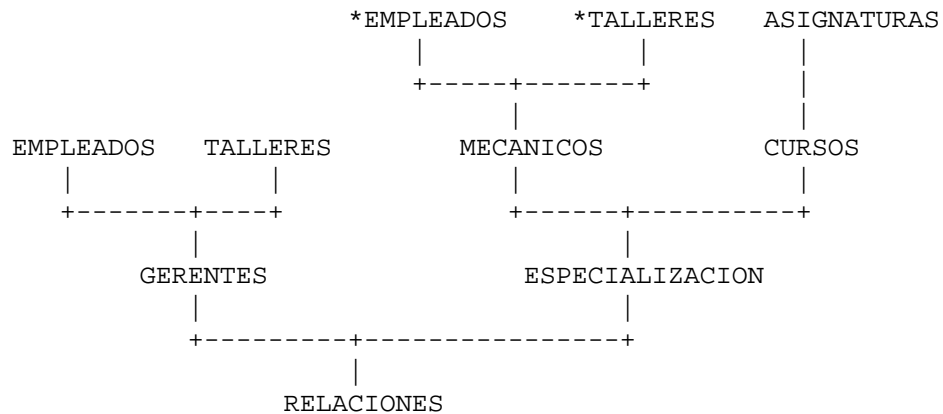 *EMPLEADOS *TALLERES ASIGNATURAS
EMPLEADOS TALLERES MECANICOS CURSOS
GERENTES ESPECIALIZACION
RELACIONES